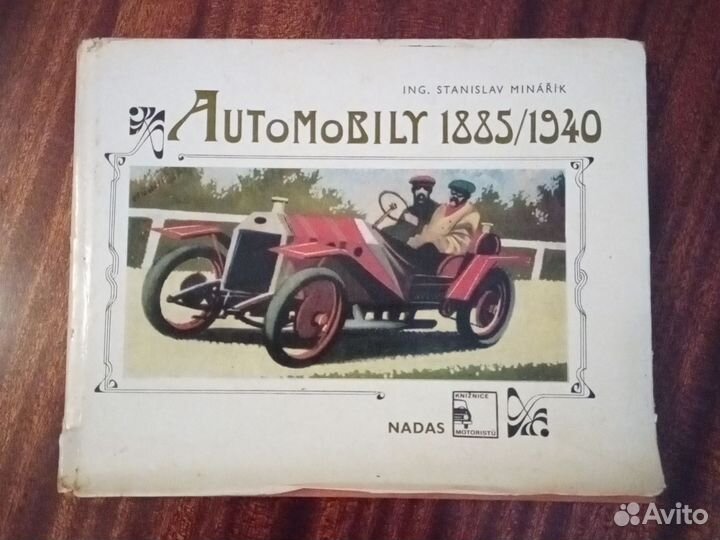 ING. STANISLAV MINÁŘÍK
AUTOMOBILY 1885/1940
NADAS
KNIŽNICE
MOTORISTŮ
Avito